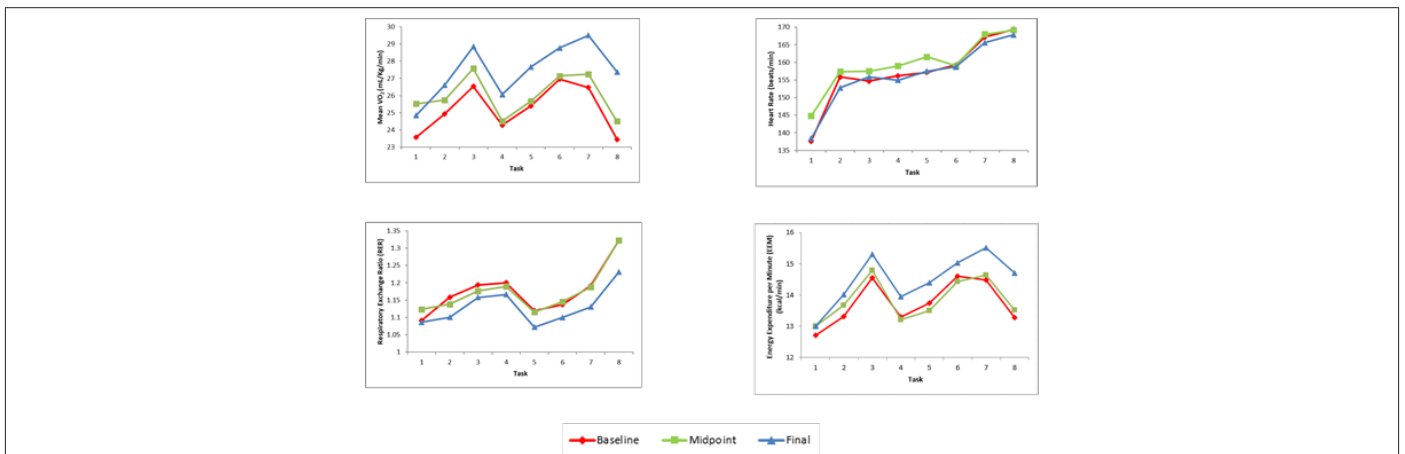 30
29
28
27
26
25
24
23
Mean VO₂(mL/Kg/min)
1 2 3 4 5 6 7 8
Task
170
165
160
155
150
145
140
135
Heart Rate (beats/min)
1 2 3 4 5 6 7 8
Task
1.35
1.3
1.25
1.2
1.15
1.1
1.05
1
Respiratory Exchange Ratio (RER)
1 2 3 4 5 6 7 8
Task
16
15
14
13
12
Energy Expenditure per Minute (EEM)
(kcal/min)
1 2 3 4 5 6 7 8
Task
Baseline Midpoint Final